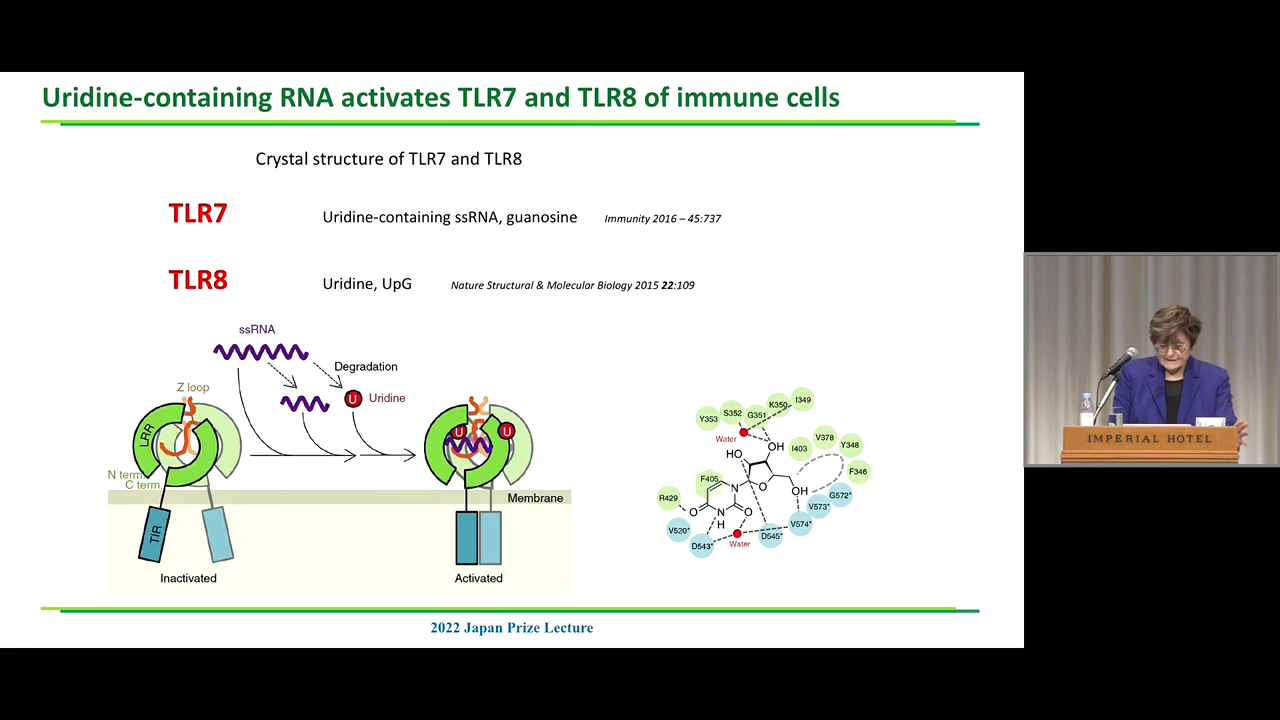 Uridine-containing RNA activates TLR7 and TLR8 of immune cells
Crystal structure of TLR7 and TLR8
TLR7 Uridine-containing ssRNA, guanosine Immunity 2016 – 45:737
TLR8 Uridine, UpG Nature Structural & Molecular Biology 2015 22:109
ssRNA
Degradation
Z loop
U Uridine
LRR
U U
N term.
C term.
Membrane
TIR
Inactivated
Activated
I349
K350
G351
S352
Y353
Water
OH
HO
I403
V378
Y348
F346
F405
O
N
OH
G572*
V573*
R429
O
N
H
O
V574*
V520*
D543*
Water
D545*
2022 Japan Prize Lecture
IMPERIAL HOTEL